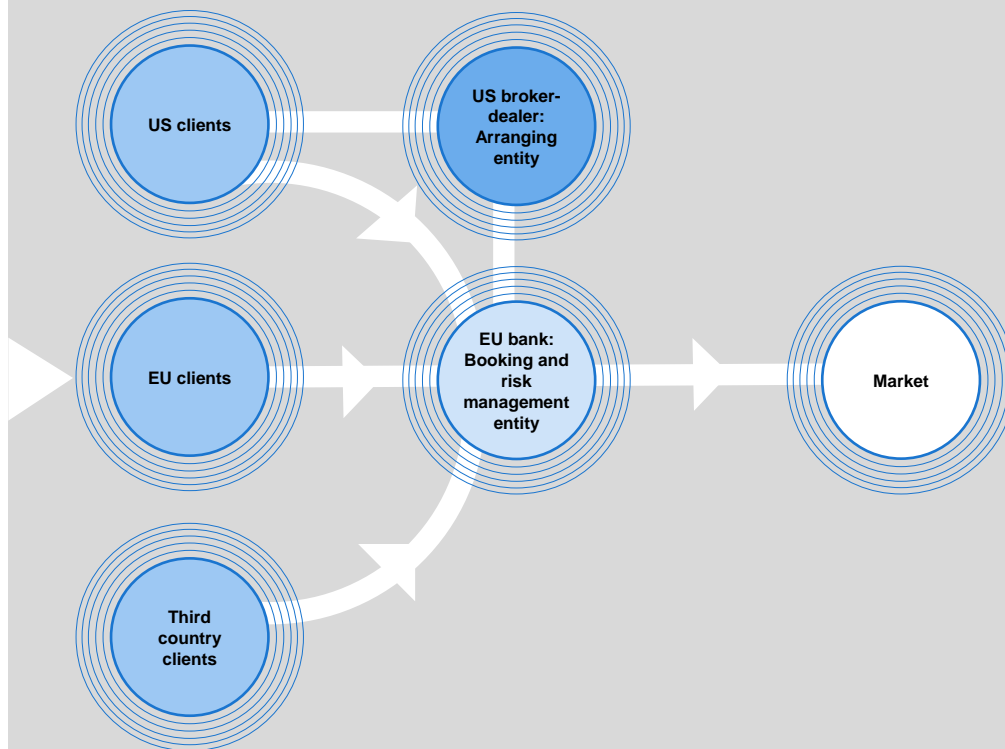 US clients
US broker-
dealer:
Arranging
entity
EU clients
EU bank:
Booking and
risk
management
entity
Market
Third
country
clients